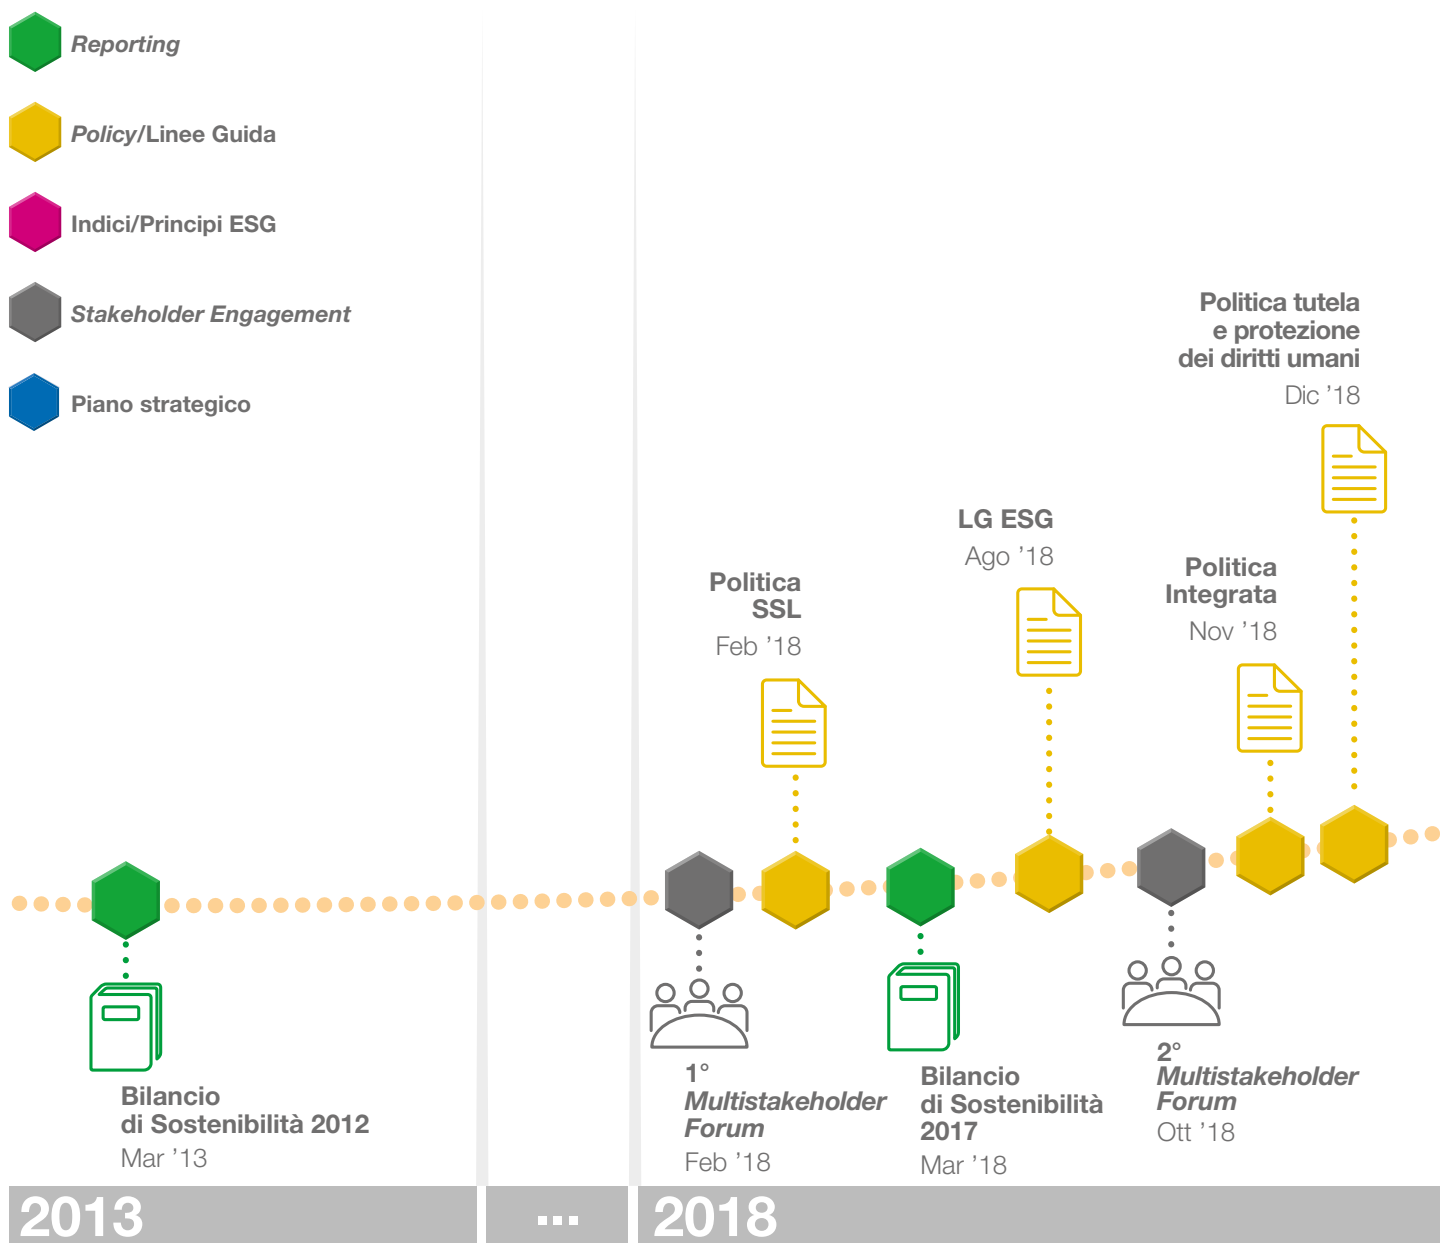 Reporting
Policy/Linee Guida
Indici/Principi ESG
Stakeholder Engagement
Piano strategico
Politica tutela
e protezione
dei diritti umani
Dic ’18
LG ESG
Ago ’18
Politica
Integrata
Nov ’18
Politica
SSL
Feb ’18
Bilancio
di Sostenibilità 2012
Mar ’13
1°
Multistakeholder
Forum
Feb ’18
Bilancio
di Sostenibilità
2017
Mar ’18
2°
Multistakeholder
Forum
Ott ’18
2013
...
2018